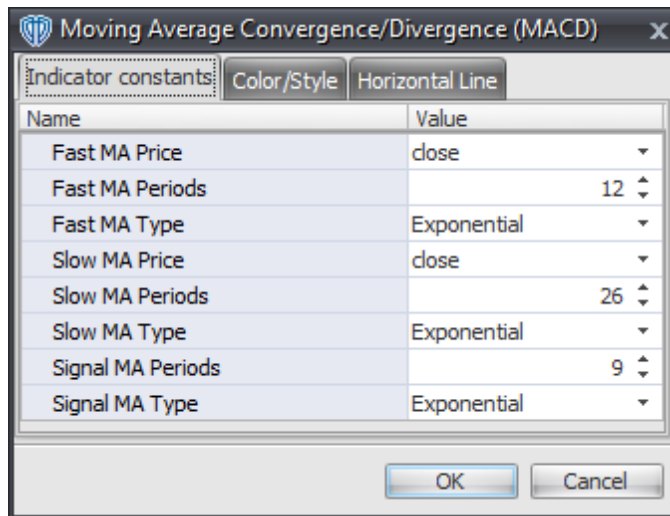 Moving Average Convergence/Divergence (MACD) x
Indicator constants Color/Style Horizontal Line
Name Value
Fast MA Price close
Fast MA Periods 12
Fast MA Type Exponential
Slow MA Price close
Slow MA Periods 26
Slow MA Type Exponential
Signal MA Periods 9
Signal MA Type Exponential
OK Cancel